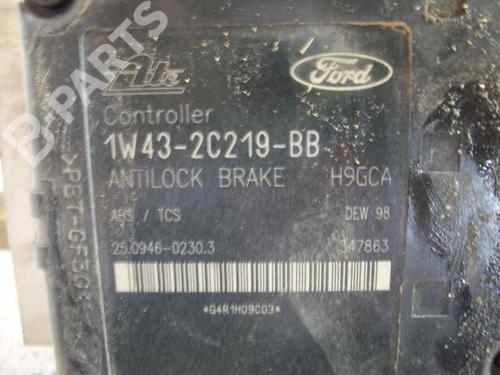 B-PARTS
Ate Ford
Controller
1W43-2C219-BB
ANTILOCK BRAKE H9GCA
ABS / TCS DEW 98
25.0946-0230.3 347863
*G4R1H09C03*